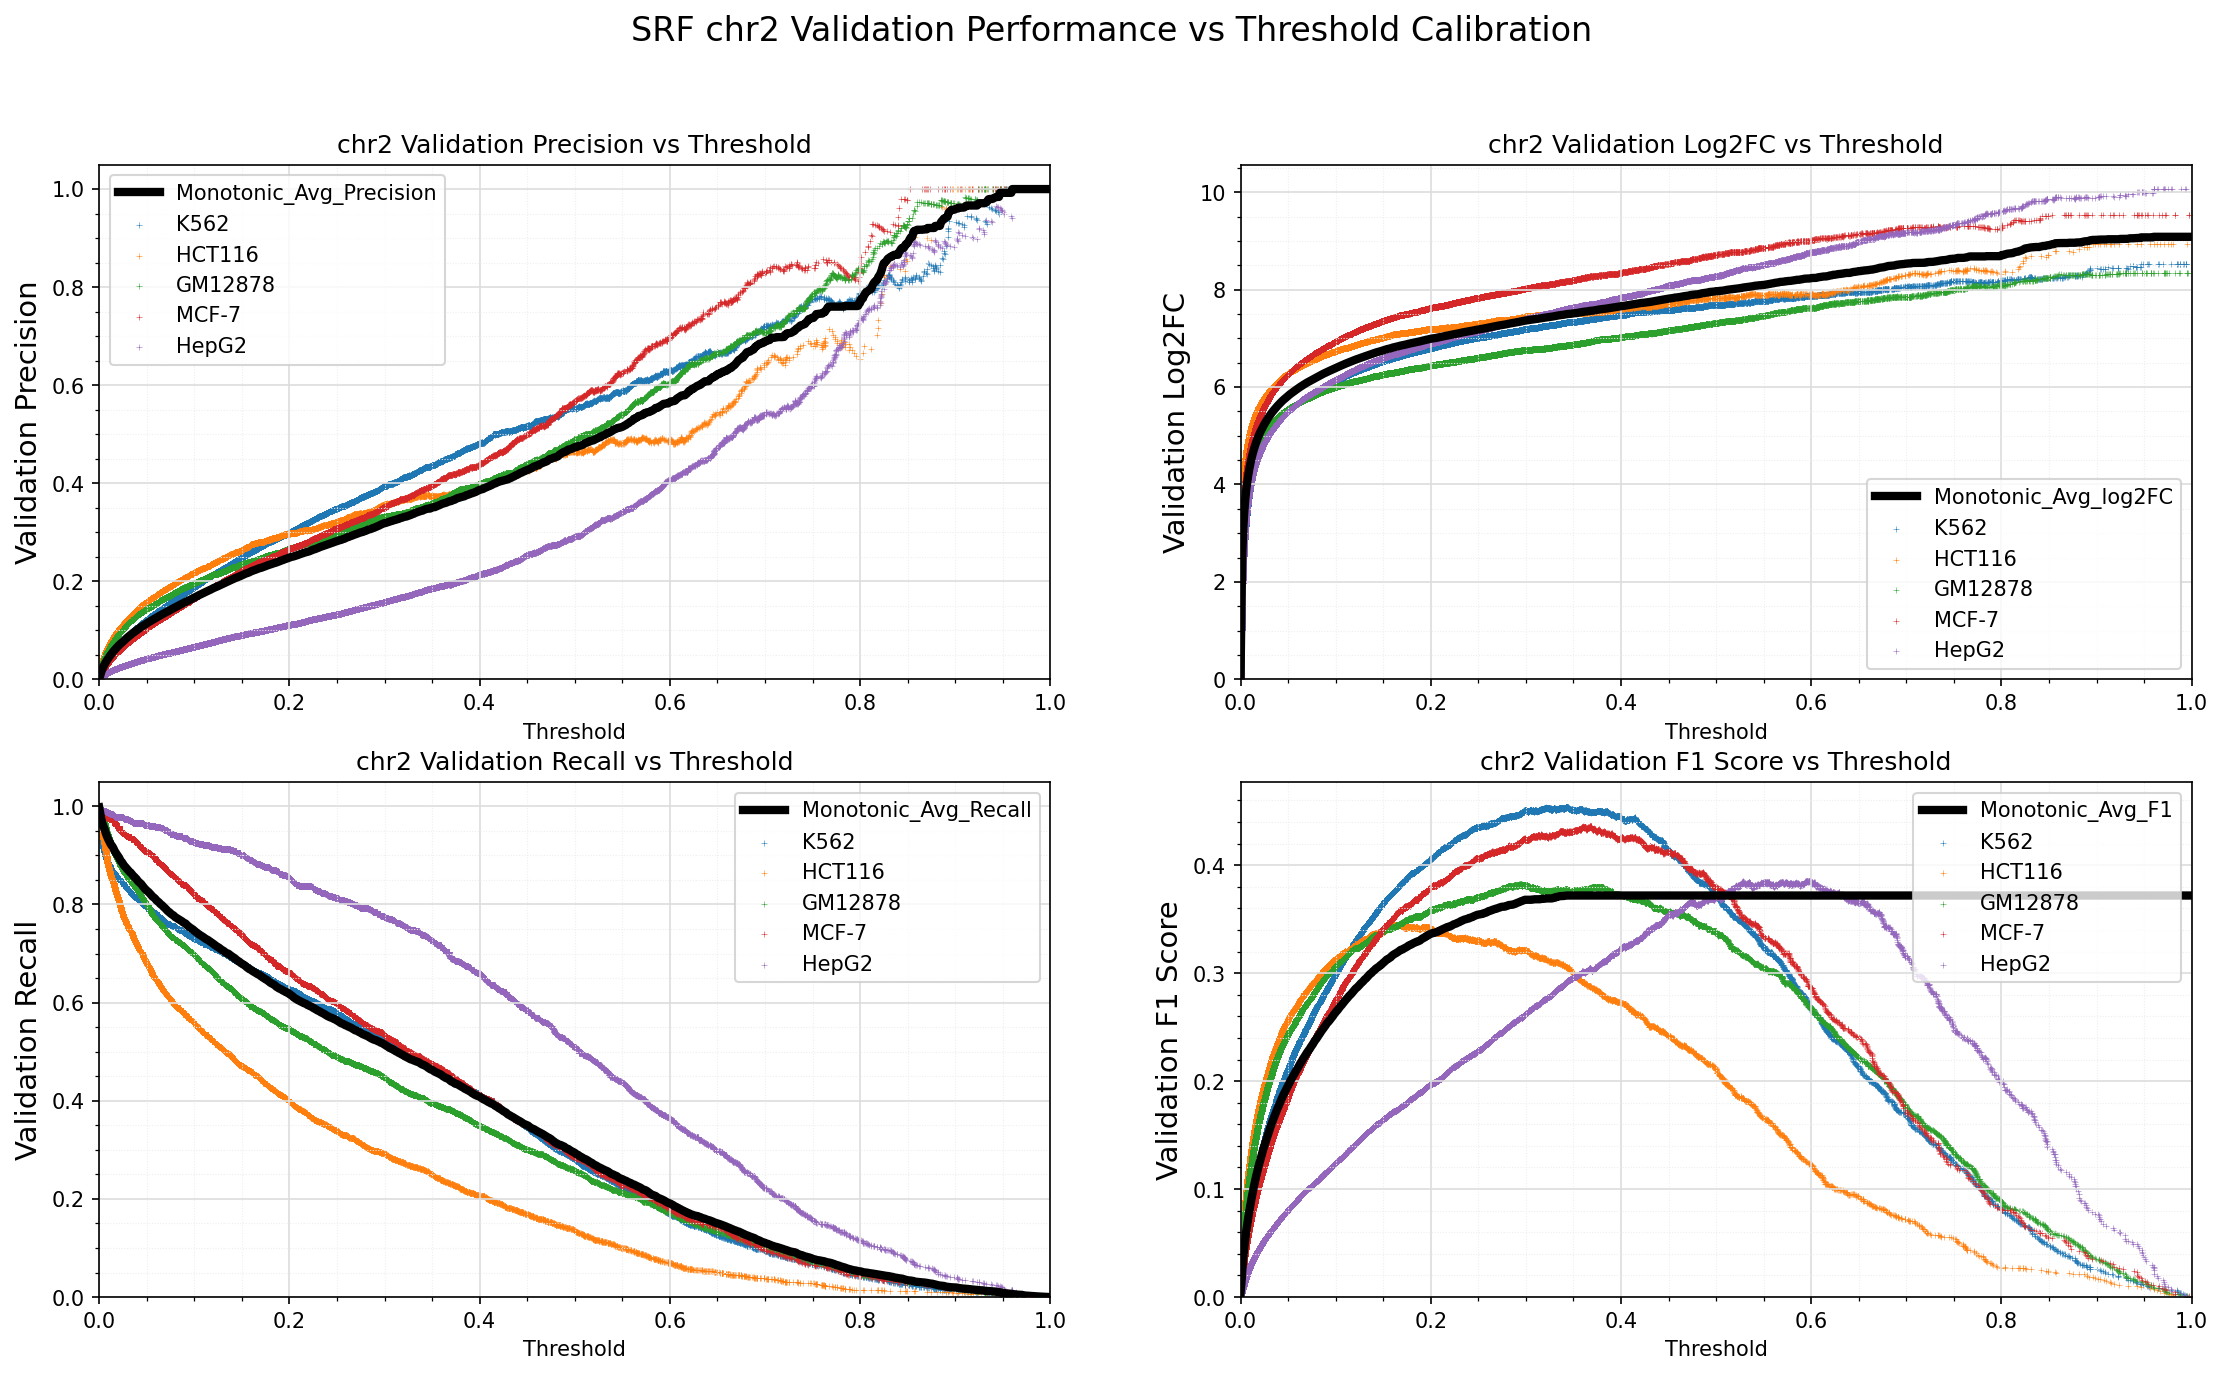 SRF chr2 Validation Performance vs Threshold Calibration
chr2 Validation Precision vs Threshold
Validation Precision
1.0
0.8
0.6
0.4
0.2
0.0
Monotonic_Avg_Precision
K562
HCT116
GM12878
MCF-7
HepG2
0.0 0.2 0.4 0.6 0.8 1.0
Threshold
chr2 Validation Log2FC vs Threshold
Validation Log2FC
10
8
6
4
2
0
Monotonic_Avg_log2FC
K562
HCT116
GM12878
MCF-7
HepG2
0.0 0.2 0.4 0.6 0.8 1.0
Threshold
chr2 Validation Recall vs Threshold
Validation Recall
1.0
0.8
0.6
0.4
0.2
0.0
Monotonic_Avg_Recall
K562
HCT116
GM12878
MCF-7
HepG2
0.0 0.2 0.4 0.6 0.8 1.0
Threshold
chr2 Validation F1 Score vs Threshold
Validation F1 Score
0.4
0.3
0.2
0.1
0.0
Monotonic_Avg_F1
K562
HCT116
GM12878
MCF-7
HepG2
0.0 0.2 0.4 0.6 0.8 1.0
Threshold